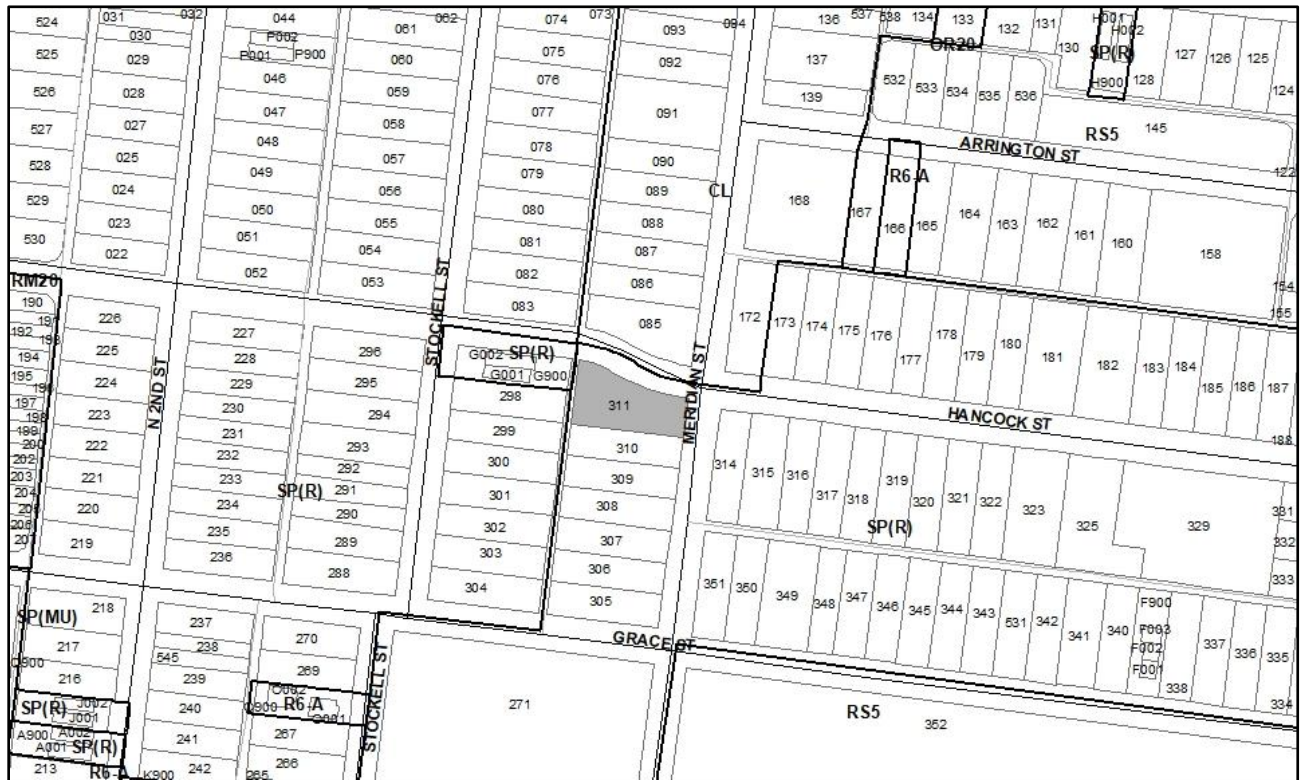 524 031 032 044 062 074 073 093 094 136 537 538 134 133 132 131 H001
P002 061 OR20 H002
030 SP(R)
525 P001 P900 060 075 092 137 130 127 126 125
029
526 028 046 059 076 532 533 534 535 536 H900 128 124
047 077 091 139
527 027 058 145 RS5
048 078 ARRINGTON ST
528 025 057 090
049 079 089 CL R6-A 122
529 024 056 168 167 166 165 164 163 162 161 160 158
050 080 088
530 023 051 055 081 087
022 054
052 053 082 086 154
RM20 083 085 155
190 226 227 296 STOCKELL ST 172 173 174 175 176 177 178 179 180 181 182 183 184 185 186 187
192 225 228 G002 SP(R)
194 229 295 G001 G900
195 224 298 311 MERIDIAN ST
197 N 2ND ST 230 294 HANCOCK ST
198 223 231 299 310 188
222 232 293 300 314 315 316 317 318 319 320 321 322 323 325 329 331
202 292 309
203 221 233 SP(R) 291 301 308 SP(R) 332
204 220 234 290 302
235 289 303 307 333
219 236 288 304 306
305 351 350 349 348 347 346 345 344 343 531 342 341 340 F900
218 237 270 GRACE ST F003
SP(MU) 238 F002 337 336 335
217 545 269 F001
216 239 338
240 R6-A 271 RS5 334
SP(R) J002 352
J001
A900 A002 241 267 STOCKELL ST
A001 SP(R)
213 R6-A K900 242 265 266